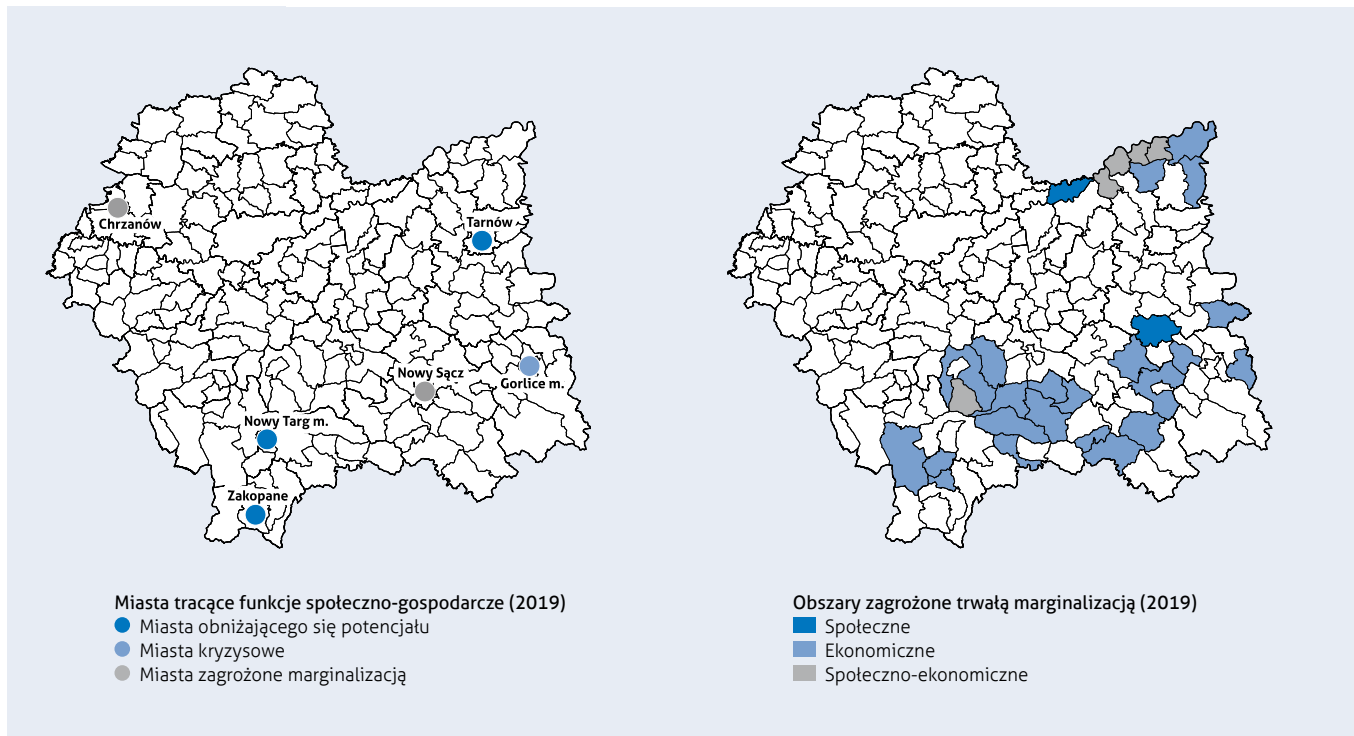 Chrzanów
Tarnów
Nowy Sącz
Gorlice m.
Nowy Targ m.
Zakopane
Miasta tracące funkcje społeczno-gospodarcze (2019)
Miasta obniżającego się potencjału
Miasta kryzysowe
Miasta zagrożone marginalizacją
Obszary zagrożone trwałą marginalizacją (2019)
Społeczne
Ekonomiczne
Społeczno-ekonomiczne